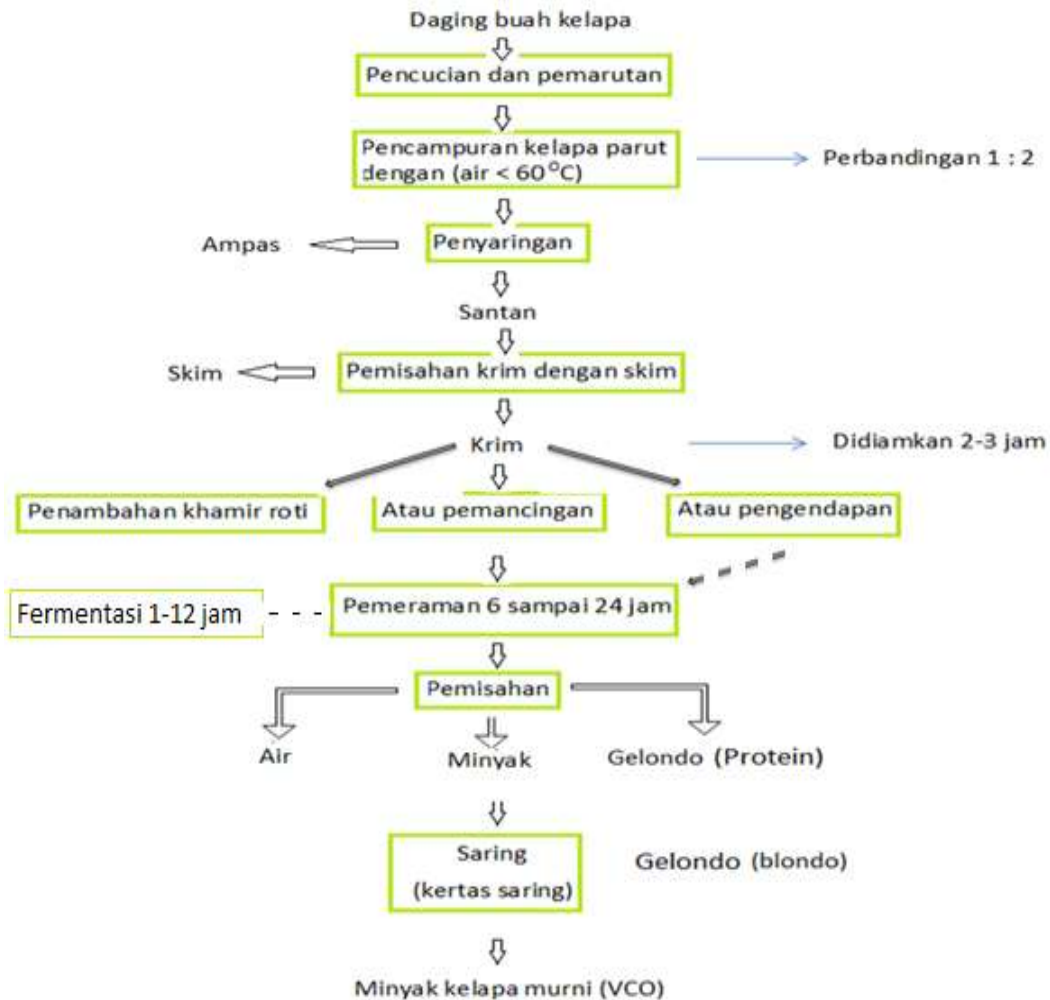 Daging buah kelapa
Pencucian dan pemarutan
Pencampuran kelapa parut
dengan (air < 60°C)
Perbandingan 1 : 2
Ampas
Penyaringan
Santan
Skim
Pemisahan krim dengan skim
Krim
Didiamkan 2-3 jam
Penambahan khamir roti
Atau pemancingan
Atau pengendapan
Fermentasi 1-12 jam
Pemeraman 6 sampai 24 jam
Pemisahan
Air
Minyak
Gelondo (Protein)
Saring
(kertas saring)
Gelondo (blondo)
Minyak kelapa murni (VCO)